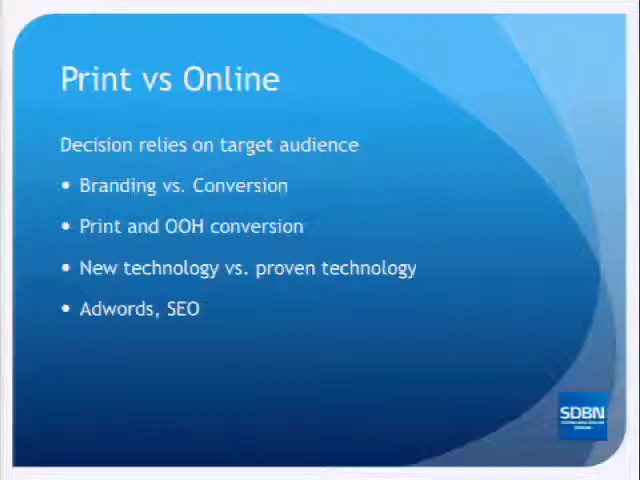 Print vs Online
Decision relies on target audience
• Branding vs. Conversion
• Print and OOH conversion
• New technology vs. proven technology
• Adwords, SEO
SDBN